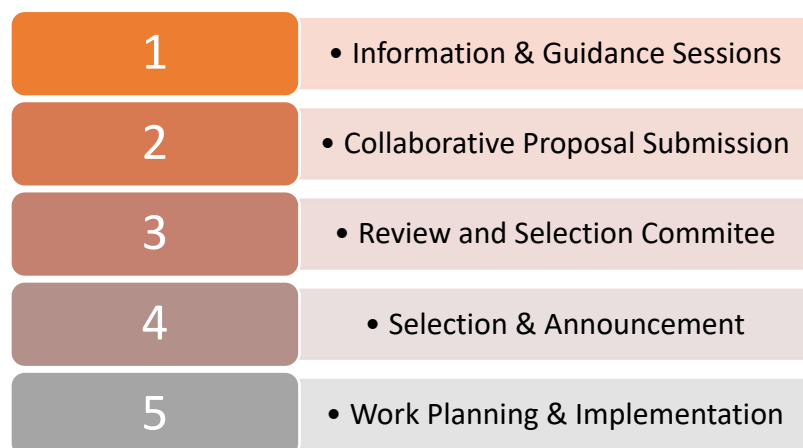 1
• Information & Guidance Sessions
2
• Collaborative Proposal Submission
3
• Review and Selection Commitee
4
• Selection & Announcement
5
• Work Planning & Implementation